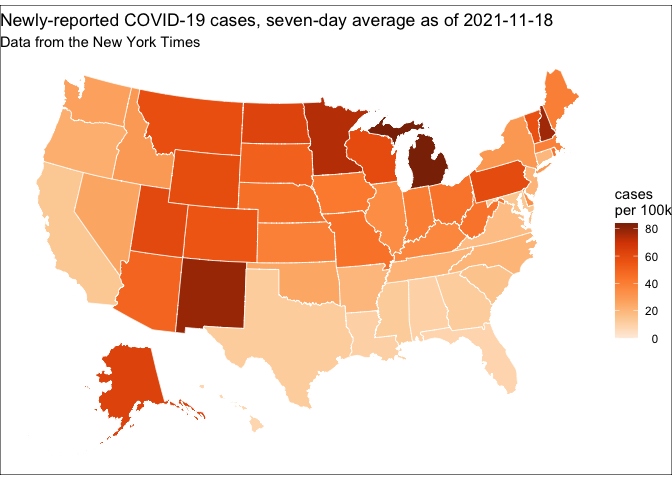 Newly-reported COVID-19 cases, seven-day average as of 2021-11-18
Data from the New York Times
cases
per 100k
80
60
40
20
0